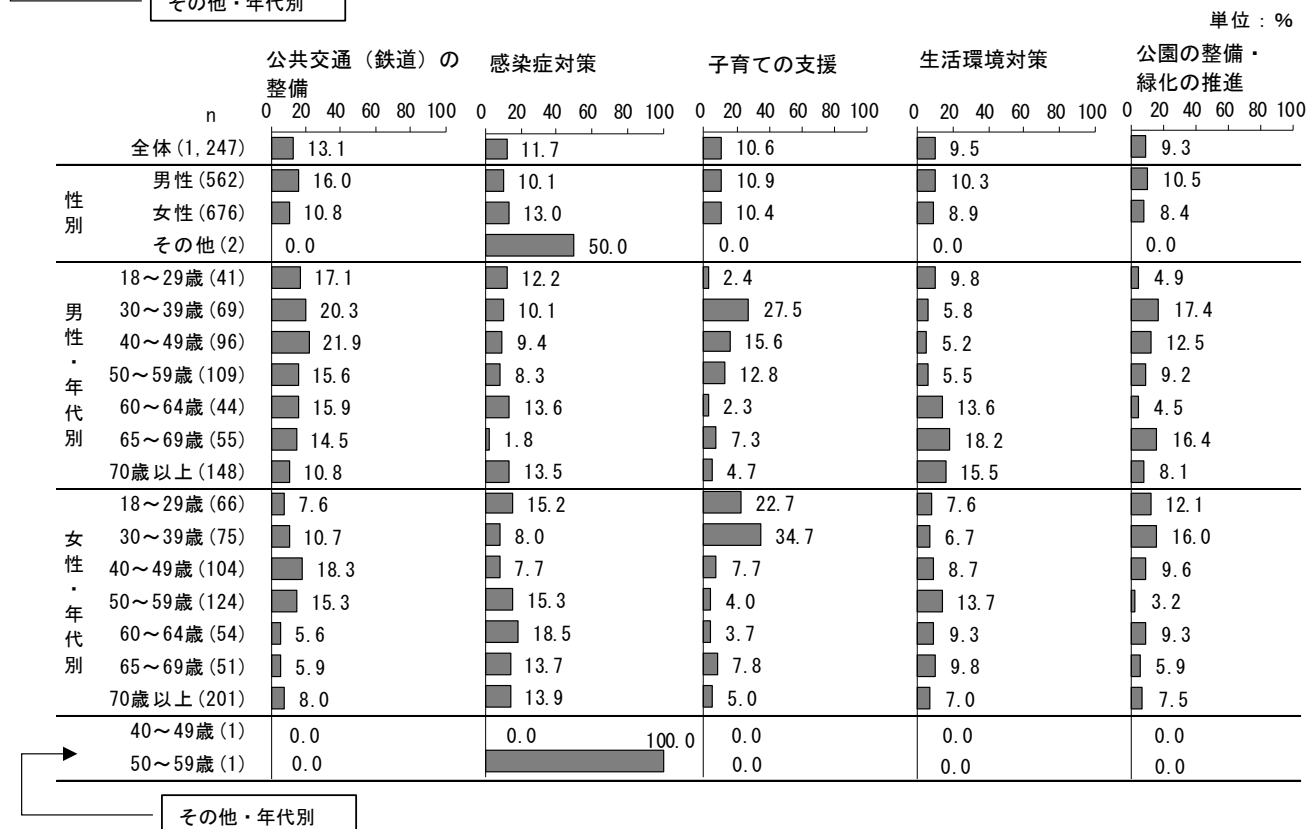 その他・年代別
単位：%
公共交通（鉄道）の
整備
感染症対策
子育ての支援
生活環境対策
公園の整備・
緑化の推進
n
0 20 40 60 80 100 0 20 40 60 80 100 0 20 40 60 80 100 0 20 40 60 80 100 0 20 40 60 80 100
全体(1,247) 13.1 11.7 10.6 9.5 9.3
性別
男性(562) 16.0 10.1 10.9 10.3 10.5
女性(676) 10.8 13.0 10.4 8.9 8.4
その他(2) 0.0 50.0 0.0 0.0 0.0
男性・年代別
18～29歳(41) 17.1 12.2 2.4 9.8 4.9
30～39歳(69) 20.3 10.1 27.5 5.8 17.4
40～49歳(96) 21.9 9.4 15.6 5.2 12.5
50～59歳(109) 15.6 8.3 12.8 5.5 9.2
60～64歳(44) 15.9 13.6 2.3 13.6 4.5
65～69歳(55) 14.5 1.8 7.3 18.2 16.4
70歳以上(148) 10.8 13.5 4.7 15.5 8.1
女性・年代別
18～29歳(66) 7.6 15.2 22.7 7.6 12.1
30～39歳(75) 10.7 8.0 34.7 6.7 16.0
40～49歳(104) 18.3 7.7 7.7 8.7 9.6
50～59歳(124) 15.3 15.3 4.0 13.7 3.2
60～64歳(54) 5.6 18.5 3.7 9.3 9.3
65～69歳(51) 5.9 13.7 7.8 9.8 5.9
70歳以上(201) 8.0 13.9 5.0 7.0 7.5
40～49歳(1) 0.0 0.0 0.0 0.0 0.0
50～59歳(1) 0.0 100.0 0.0 0.0 0.0
その他・年代別